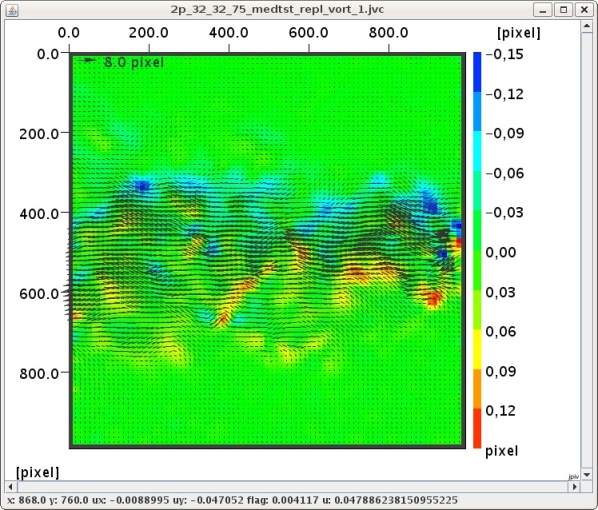 2p_32_32_75_medtst_repl_vort_1.jvc
0.0 200.0 400.0 600.0 800.0 [pixel]
0.0
8.0 pixel
200.0
400.0
600.0
800.0
-0,15
-0,12
-0,09
-0,06
-0,03
0,00
0,03
0,06
0,09
0,12
pixel
[pixel]
jpiv
x: 868.0 y: 760.0 ux: -0.0088995 uy: -0.047052 flag: 0.004117 u: 0.047886238150955225